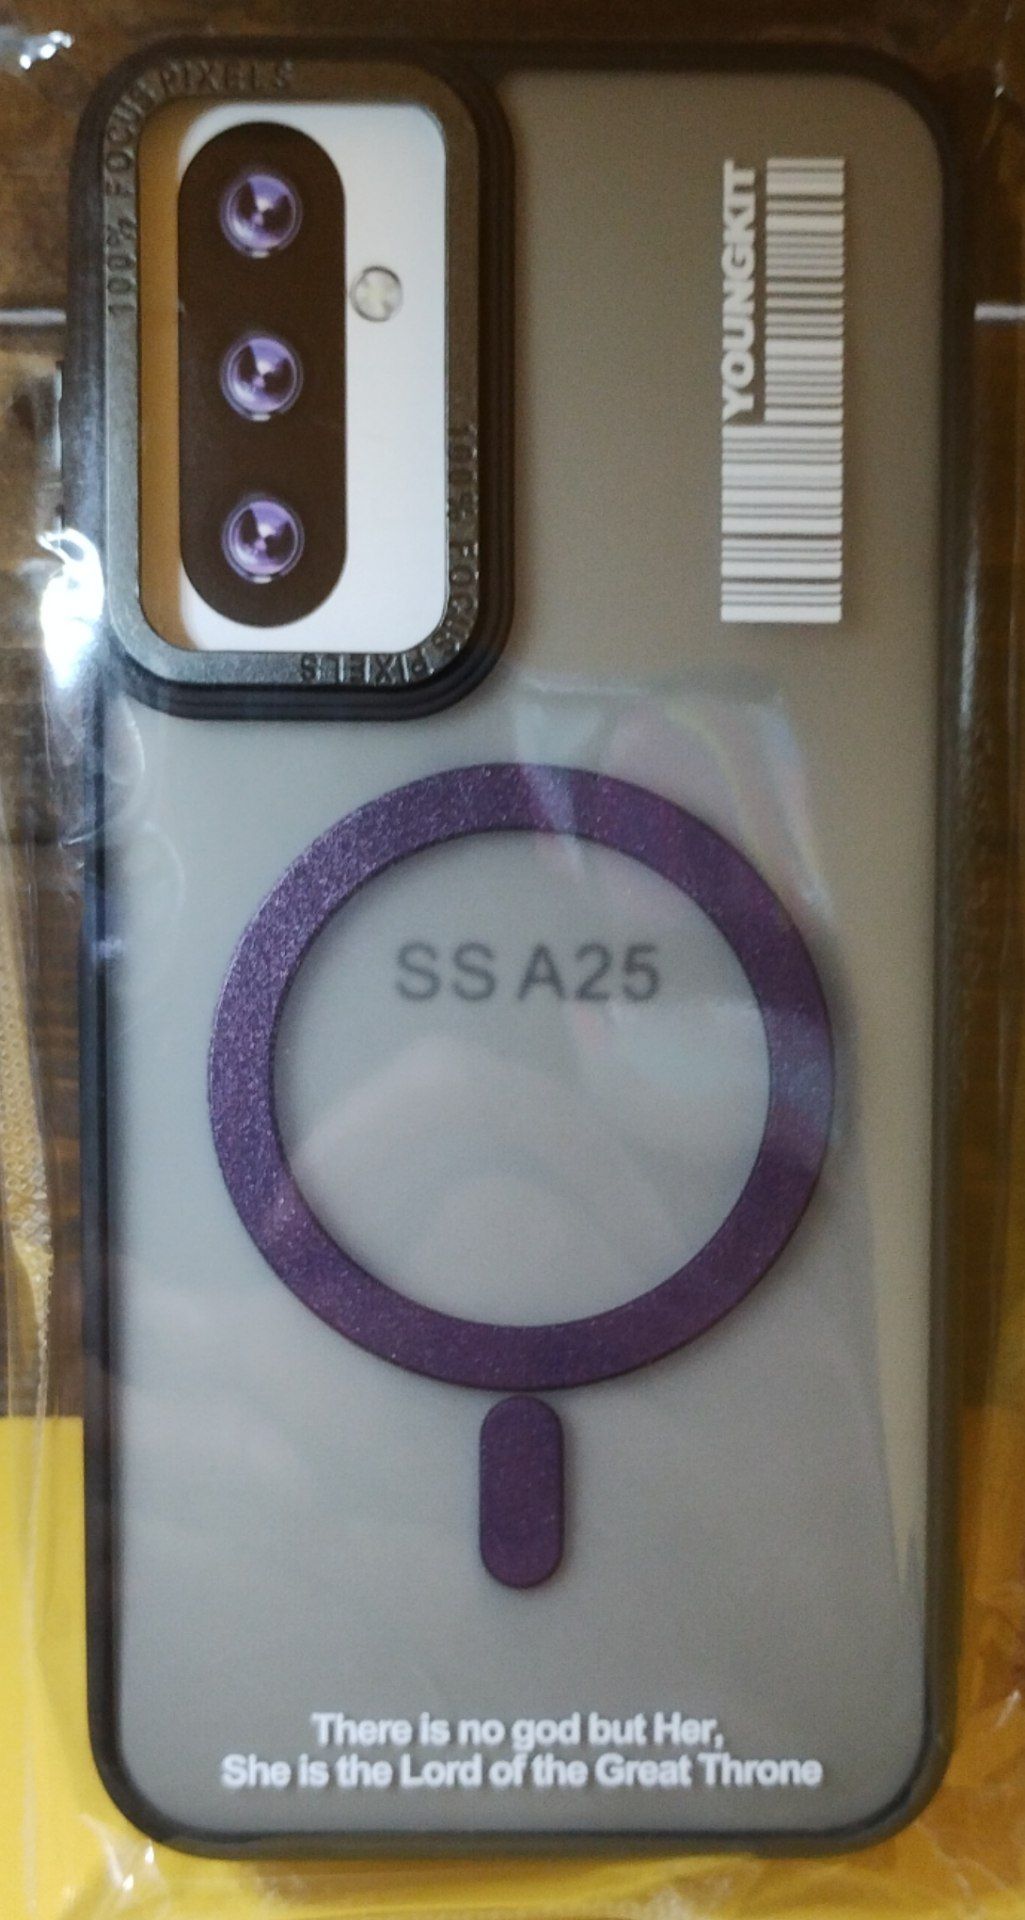 100% FOCUS PIXELS
YOUNGKIT
100% FOCUS PIXELS
SS A25
There is no god but Her,
She is the Lord of the Great Throne